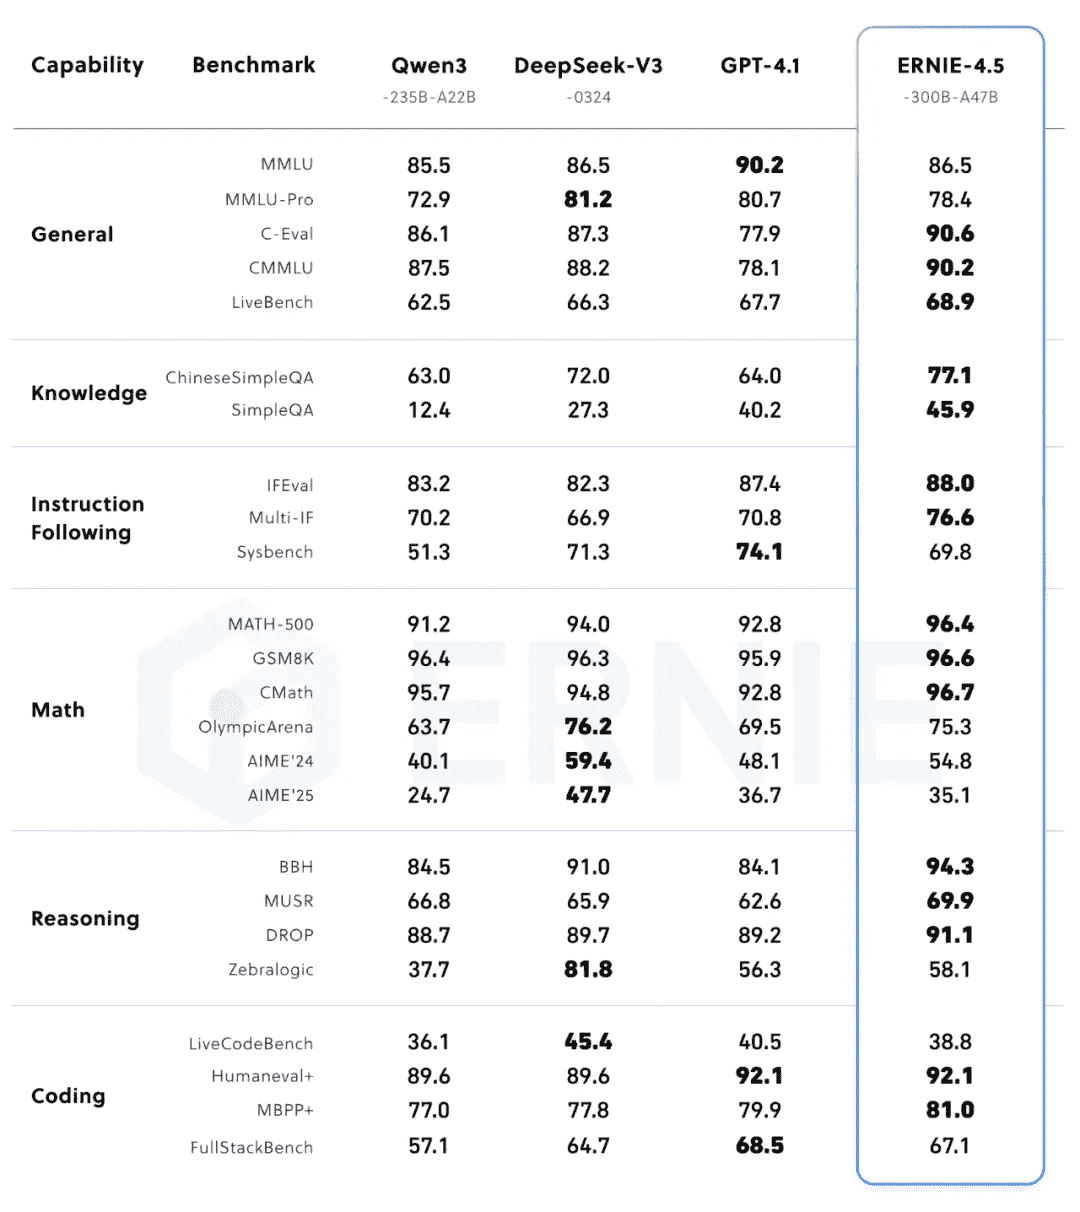 Capability Benchmark Qwen3 DeepSeek-V3 GPT-4.1 ERNIE-4.5
-235B-A22B -0324 -300B-A47B
General
MMLU 85.5 86.5 90.2 86.5
MMLU-Pro 72.9 81.2 80.7 78.4
C-Eval 86.1 87.3 77.9 90.6
CMMLU 87.5 88.2 78.1 90.2
LiveBench 62.5 66.3 67.7 68.9
Knowledge
ChineseSimpleQA 63.0 72.0 64.0 77.1
SimpleQA 12.4 27.3 40.2 45.9
Instruction
Following
IFEval 83.2 82.3 87.4 88.0
Multi-IF 70.2 66.9 70.8 76.6
Sysbench 51.3 71.3 74.1 69.8
Math
MATH-500 91.2 94.0 92.8 96.4
GSM8K 96.4 96.3 95.9 96.6
CMath 95.7 94.8 92.8 96.7
OlympicArena 63.7 76.2 69.5 75.3
AIME'24 40.1 59.4 48.1 54.8
AIME'25 24.7 47.7 36.7 35.1
ERNIE
Reasoning
BBH 84.5 91.0 84.1 94.3
MUSR 66.8 65.9 62.6 69.9
DROP 88.7 89.7 89.2 91.1
Zebralogic 37.7 81.8 56.3 58.1
Coding
LiveCodeBench 36.1 45.4 40.5 38.8
Humaneval+ 89.6 89.6 92.1 92.1
MBPP+ 77.0 77.8 79.9 81.0
FullStackBench 57.1 64.7 68.5 67.1